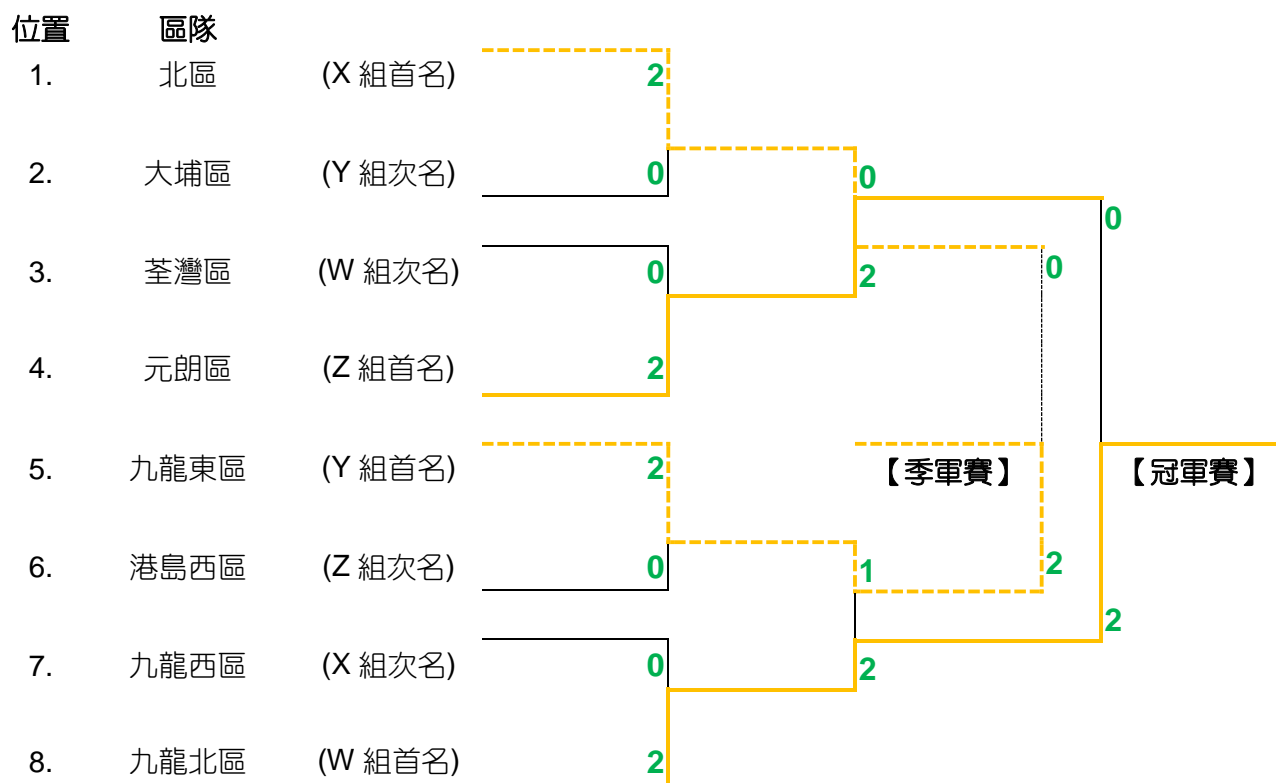 位置 區隊
1. 北區 (X 組首名) 2
2. 大埔區 (Y 組次名) 0 0
0
3. 荃灣區 (W 組次名) 0 2 0
4. 元朗區 (Z 組首名) 2
5. 九龍東區 (Y 組首名) 2 【季軍賽】 【冠軍賽】
6. 港島西區 (Z 組次名) 0 1 2
2
7. 九龍西區 (X 組次名) 0 2
8. 九龍北區 (W 組首名) 2